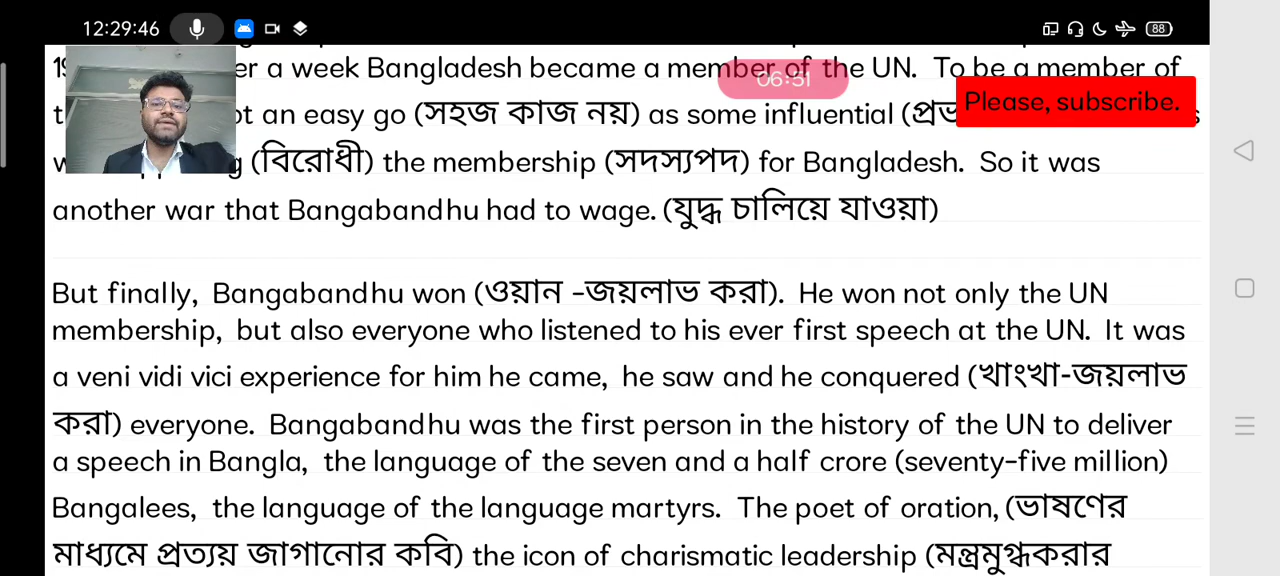 12:29:46
88
er a week Bangladesh became a member of the UN. To be a member of
06:51
Please, subscribe.
an easy go (সহজ কাজ নয়) as some influential
(বিরোধী) the membership (সদস্যপদ) for Bangladesh. So it was
another war that Bangabandhu had to wage. (যুদ্ধ চালিয়ে যাওয়া)
But finally, Bangabandhu won (ওয়ান -জয়লাভ করা). He won not only the UN
membership, but also everyone who listened to his ever first speech at the UN. It was
a veni vidi vici experience for him he came, he saw and he conquered (খাংখা-জয়লাভ
করা) everyone. Bangabandhu was the first person in the history of the UN to deliver
a speech in Bangla, the language of the seven and a half crore (seventy-five million)
Bangalees, the language of the language martyrs. The poet of oration, (ভাষণের
মাধ্যমে প্রত্যয় জাগানোর কবি) the icon of charismatic leadership (মন্ত্রমুগ্ধকরার